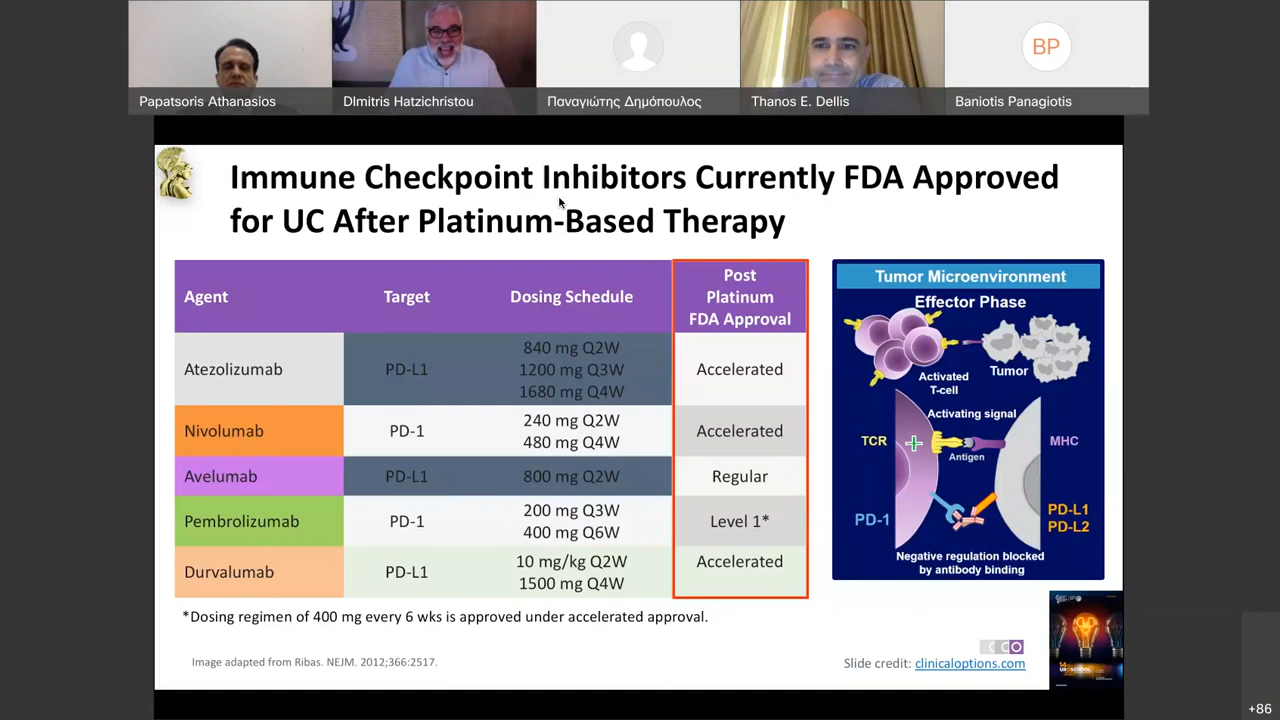 Papatsoris Athanasios
DImitris Hatzichristou
Παναγιώτης Δημόπουλος
Thanos E. Dellis
BP
Baniotis Panagiotis
Immune Checkpoint Inhibitors Currently FDA Approved
for UC After Platinum-Based Therapy
Agent
Target
Dosing Schedule
Post
Platinum
FDA Approval
Atezolizumab
PD-L1
840 mg Q2W
1200 mg Q3W
1680 mg Q4W
Accelerated
Nivolumab
PD-1
240 mg Q2W
480 mg Q4W
Accelerated
Avelumab
PD-L1
800 mg Q2W
Regular
Pembrolizumab
PD-1
200 mg Q3W
400 mg Q6W
Level 1*
Durvalumab
PD-L1
10 mg/kg Q2W
1500 mg Q4W
Accelerated
*Dosing regimen of 400 mg every 6 wks is approved under accelerated approval.
Image adapted from Ribas. NEJM. 2012;366:2517.
Tumor Microenvironment
Effector Phase
Activated
T-cell
Tumor
Activating signal
TCR
Antigen
MHC
PD-1
PD-L1
PD-L2
Negative regulation blocked
by antibody binding
CCO
Slide credit: clinicaloptions.com
+86